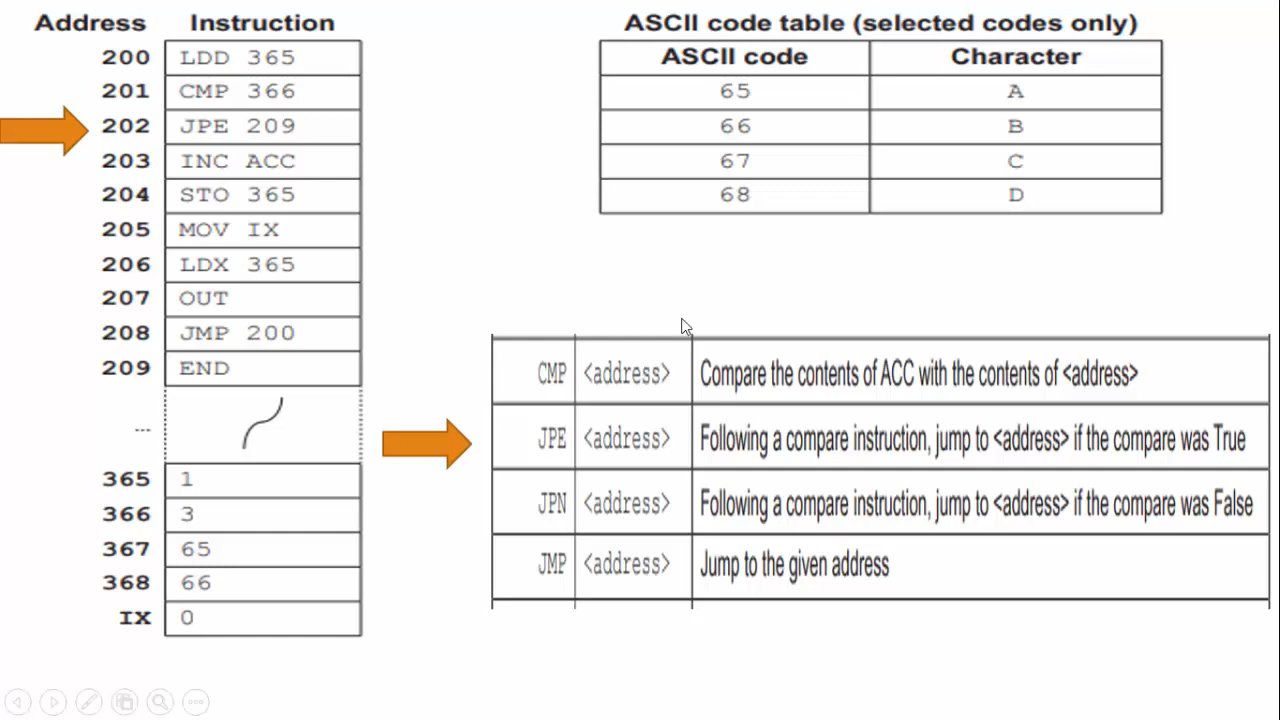 Address Instruction
200 LDD 365
201 CMP 366
202 JPE 209
203 INC ACC
204 STO 365
205 MOV IX
206 LDX 365
207 OUT
208 JMP 200
209 END
...
365 1
366 3
367 65
368 66
IX 0
ASCII code table (selected codes only)
ASCII code Character
65 A
66 B
67 C
68 D
CMP <address> Compare the contents of ACC with the contents of <address>
JPE <address> Following a compare instruction, jump to <address> if the compare was True
JPN <address> Following a compare instruction, jump to <address> if the compare was False
JMP <address> Jump to the given address